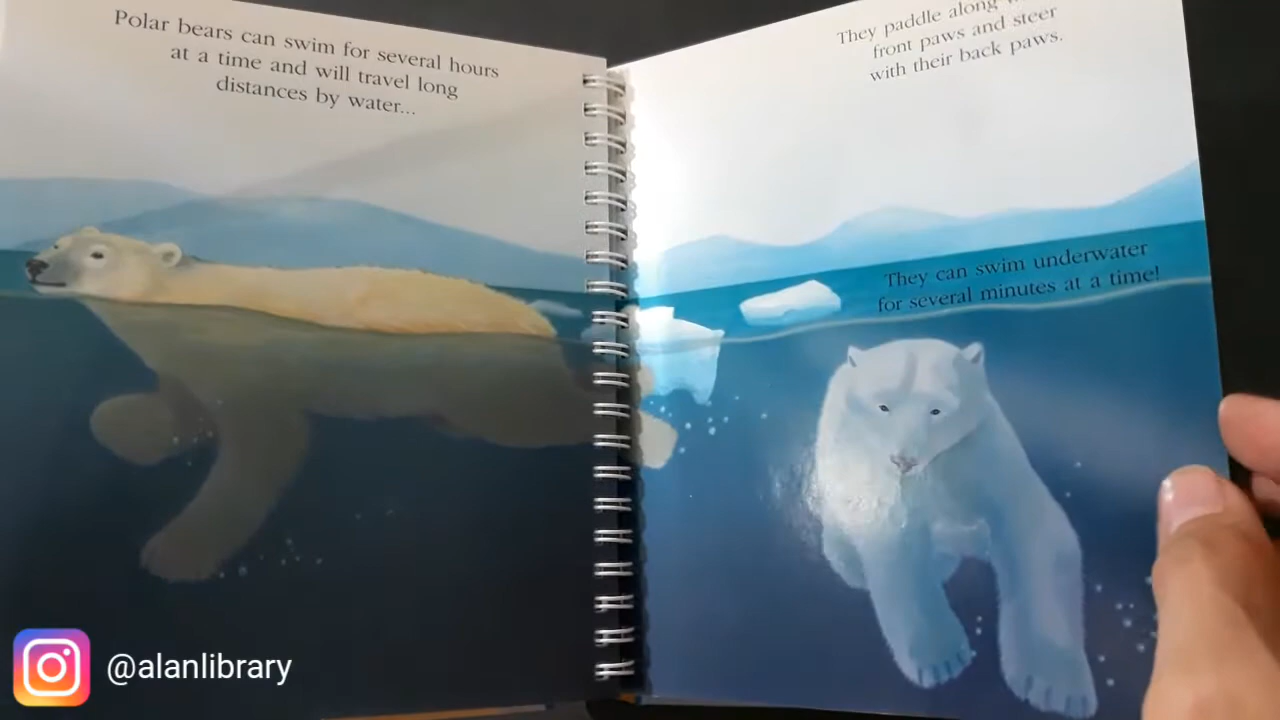 Polar bears can swim for several hours
at a time and will travel long
distances by water...
They paddle along
front paws and steer
with their back paws.
They can swim underwater
for several minutes at a time!
@alanlibrary